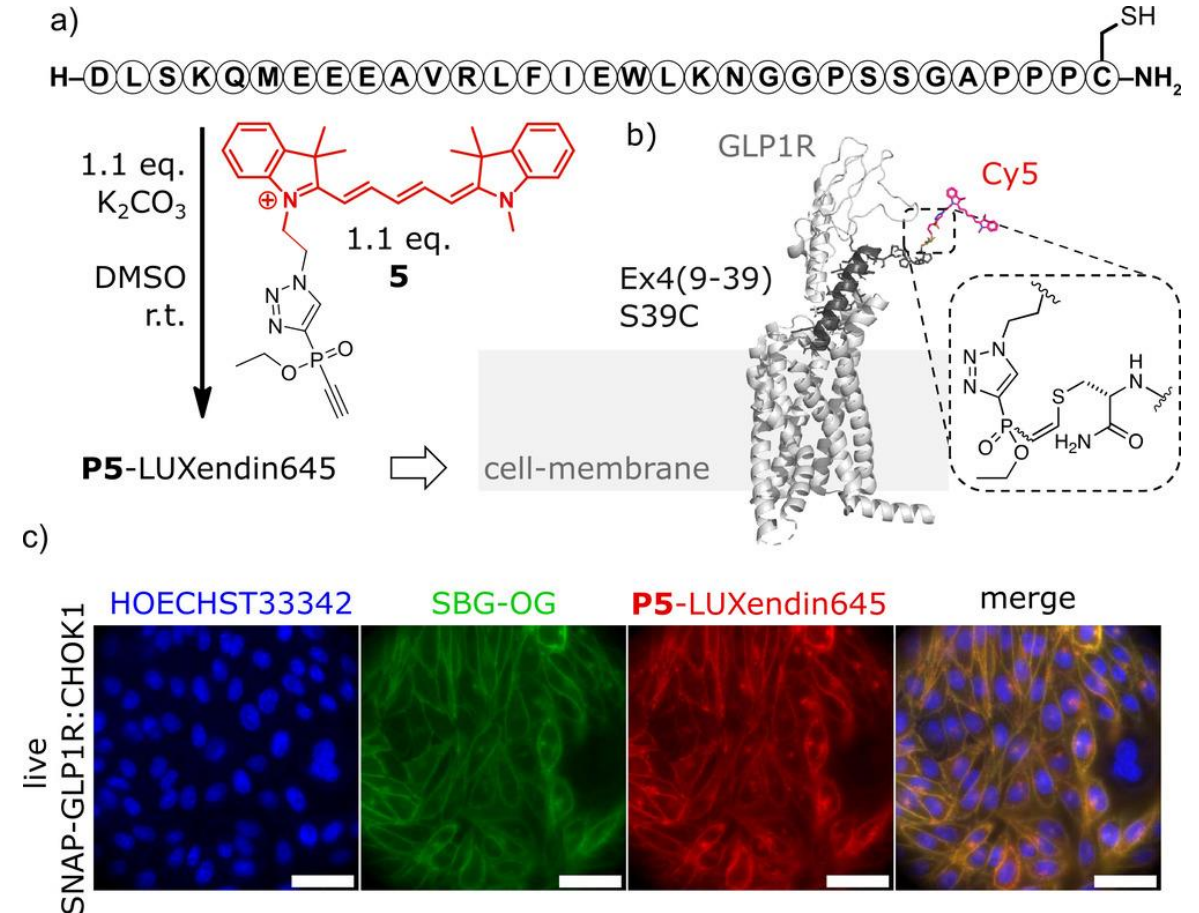 a)
SH
H–DLSKQMEEEAVRLFIEWLKNGGPSSGAPPPC–NH2
1.1 eq.
K2CO3
DMSO
r.t.
⊕
N
N
1.1 eq.
5
N
N
N
O
P
O
P5-LUXendin645
b)
GLP1R
Cy5
Ex4(9-39)
S39C
cell-membrane
N
N
N
S
H
N
P
O
O
H2N
O
c)
HOECHST33342
SBG-OG
P5-LUXendin645
merge
live
SNAP-GLP1R:CHOK1